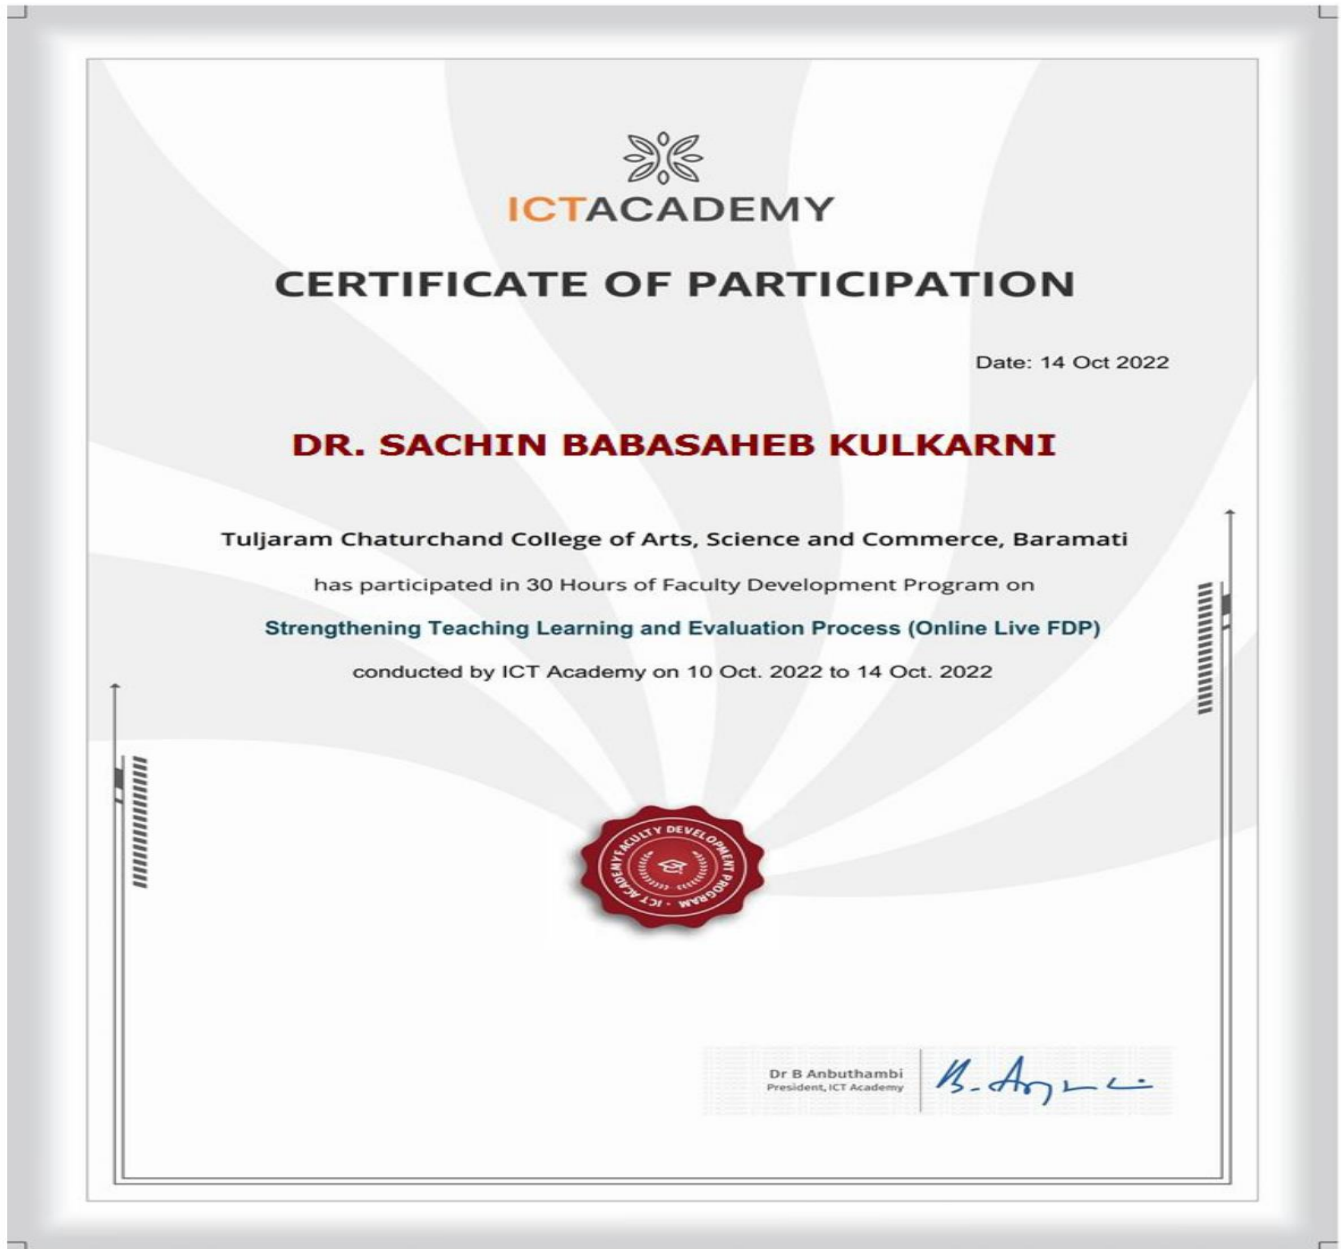 ICTACADEMY
CERTIFICATE OF PARTICIPATION
Date: 14 Oct 2022
DR. SACHIN BABASAHEB KULKARNI
Tuljaram Chaturchand College of Arts, Science and Commerce, Baramati
has participated in 30 Hours of Faculty Development Program on
Strengthening Teaching Learning and Evaluation Process (Online Live FDP)
conducted by ICT Academy on 10 Oct. 2022 to 14 Oct. 2022
FACULTY DEVELOPMENT PROGRAM · ICT ACADEMY
Dr B Anbuthambi
President, ICT Academy